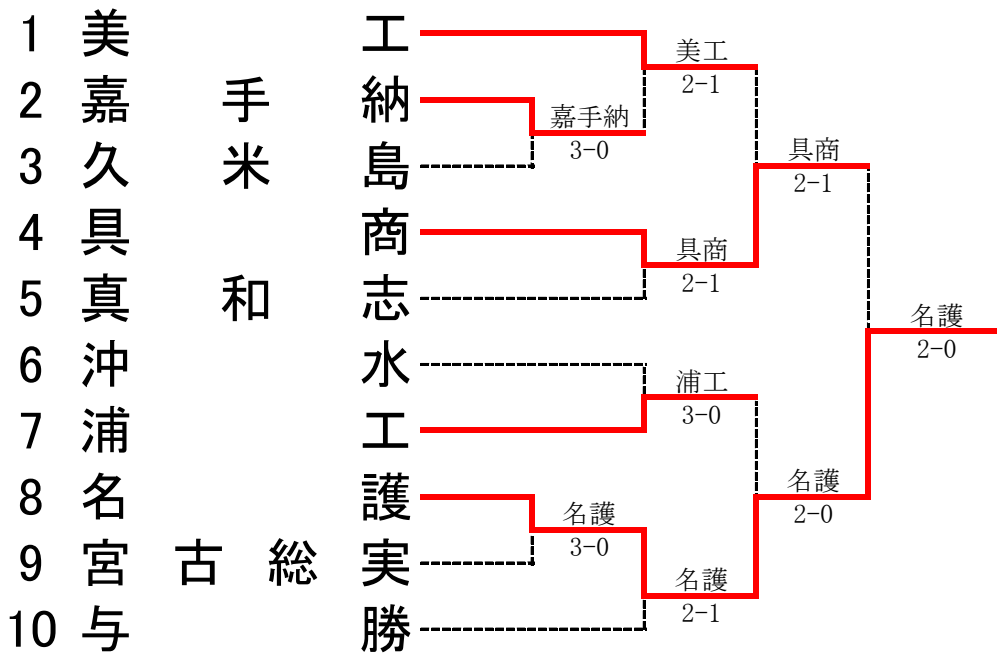 1 美工
2 嘉手納
3 久米島
4 具商
5 真和志
6 沖水
7 浦工
8 名護
9 宮古総実
10 与勝
嘉手納
3-0
名護
3-0
美工
2-1
具商
2-1
浦工
3-0
名護
2-1
具商
2-1
名護
2-0
名護
2-0